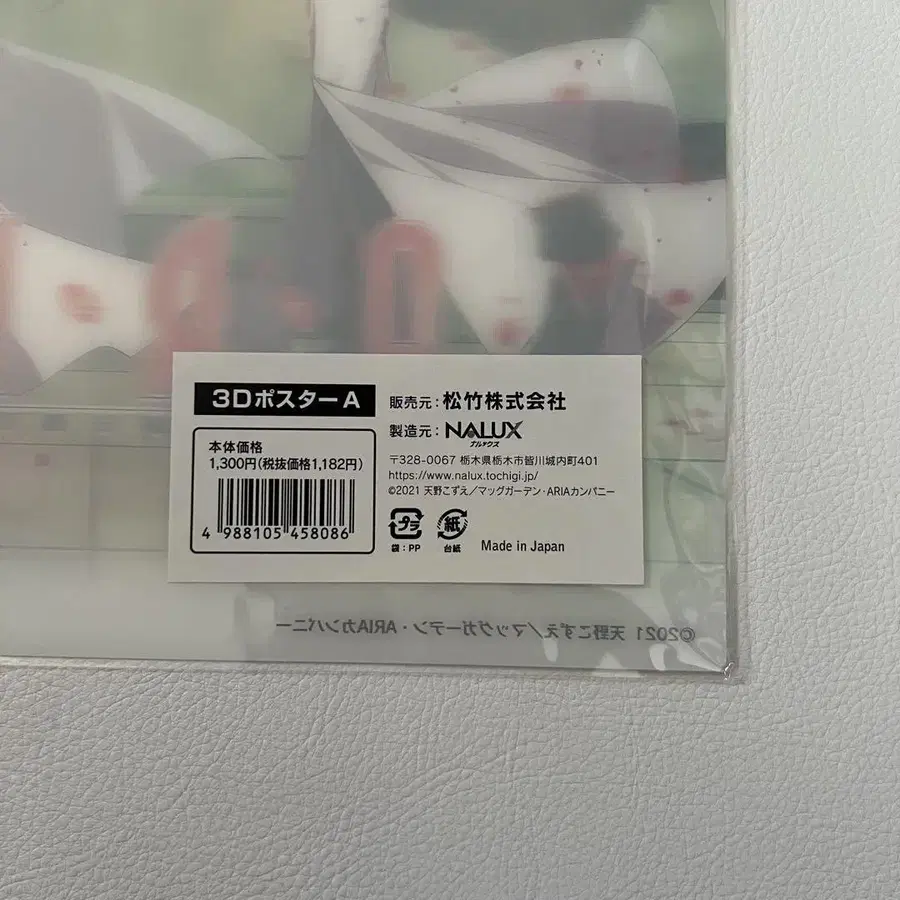 3DポスターA
本体価格
1,300円(税抜価格1,182円)
4 988105 458086
販売元:松竹株式会社
製造元:NALUX
ナルックス
〒328-0067 栃木県栃木市皆川城内町401
https://www.nalux.tochigi.jp/
©2021 天野こずえ/マッグガーデン・ARIAカンパニー
プラ
袋:PP
紙
台紙
Made in Japan
©2021 天野こずえ/マッグガーデン・ARIAカンパニー